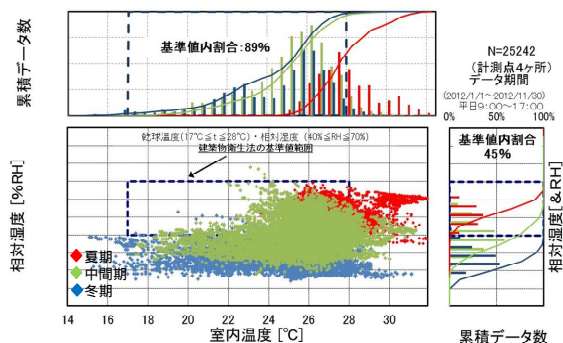 累積データ数
基準値内割合：89%
N=25242
（計測点4ヶ所）
データ期間
(2012/1/1～2012/11/30)
平日9：00～17：00
0% 100%
乾球温度(17℃≦t≦28℃)・相対湿度 (40%≦RH≦70%)
建築物衛生法の基準値範囲
基準値内割合
45%
相対湿度 [%RH]
夏期
中間期
冬期
相対湿度[&RH]
14 16 18 20 22 24 26 28 30
室内温度 [℃]
累積データ数